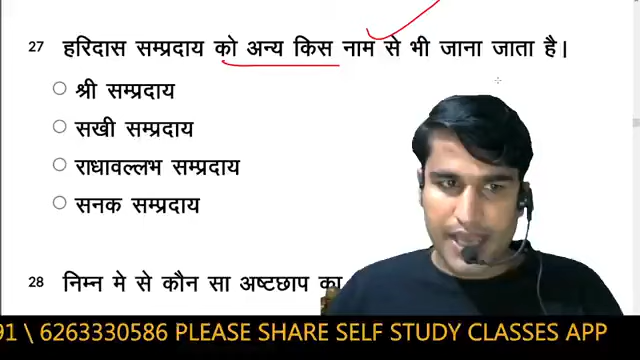 27 हरिदास सम्प्रदाय को अन्य किस नाम से भी जाना जाता है।
श्री सम्प्रदाय
सखी सम्प्रदाय
राधावल्लभ सम्प्रदाय
सनक सम्प्रदाय
28 निम्न मे से कौन सा अष्टछाप का
91 \ 6263330586 PLEASE SHARE SELF STUDY CLASSES APP